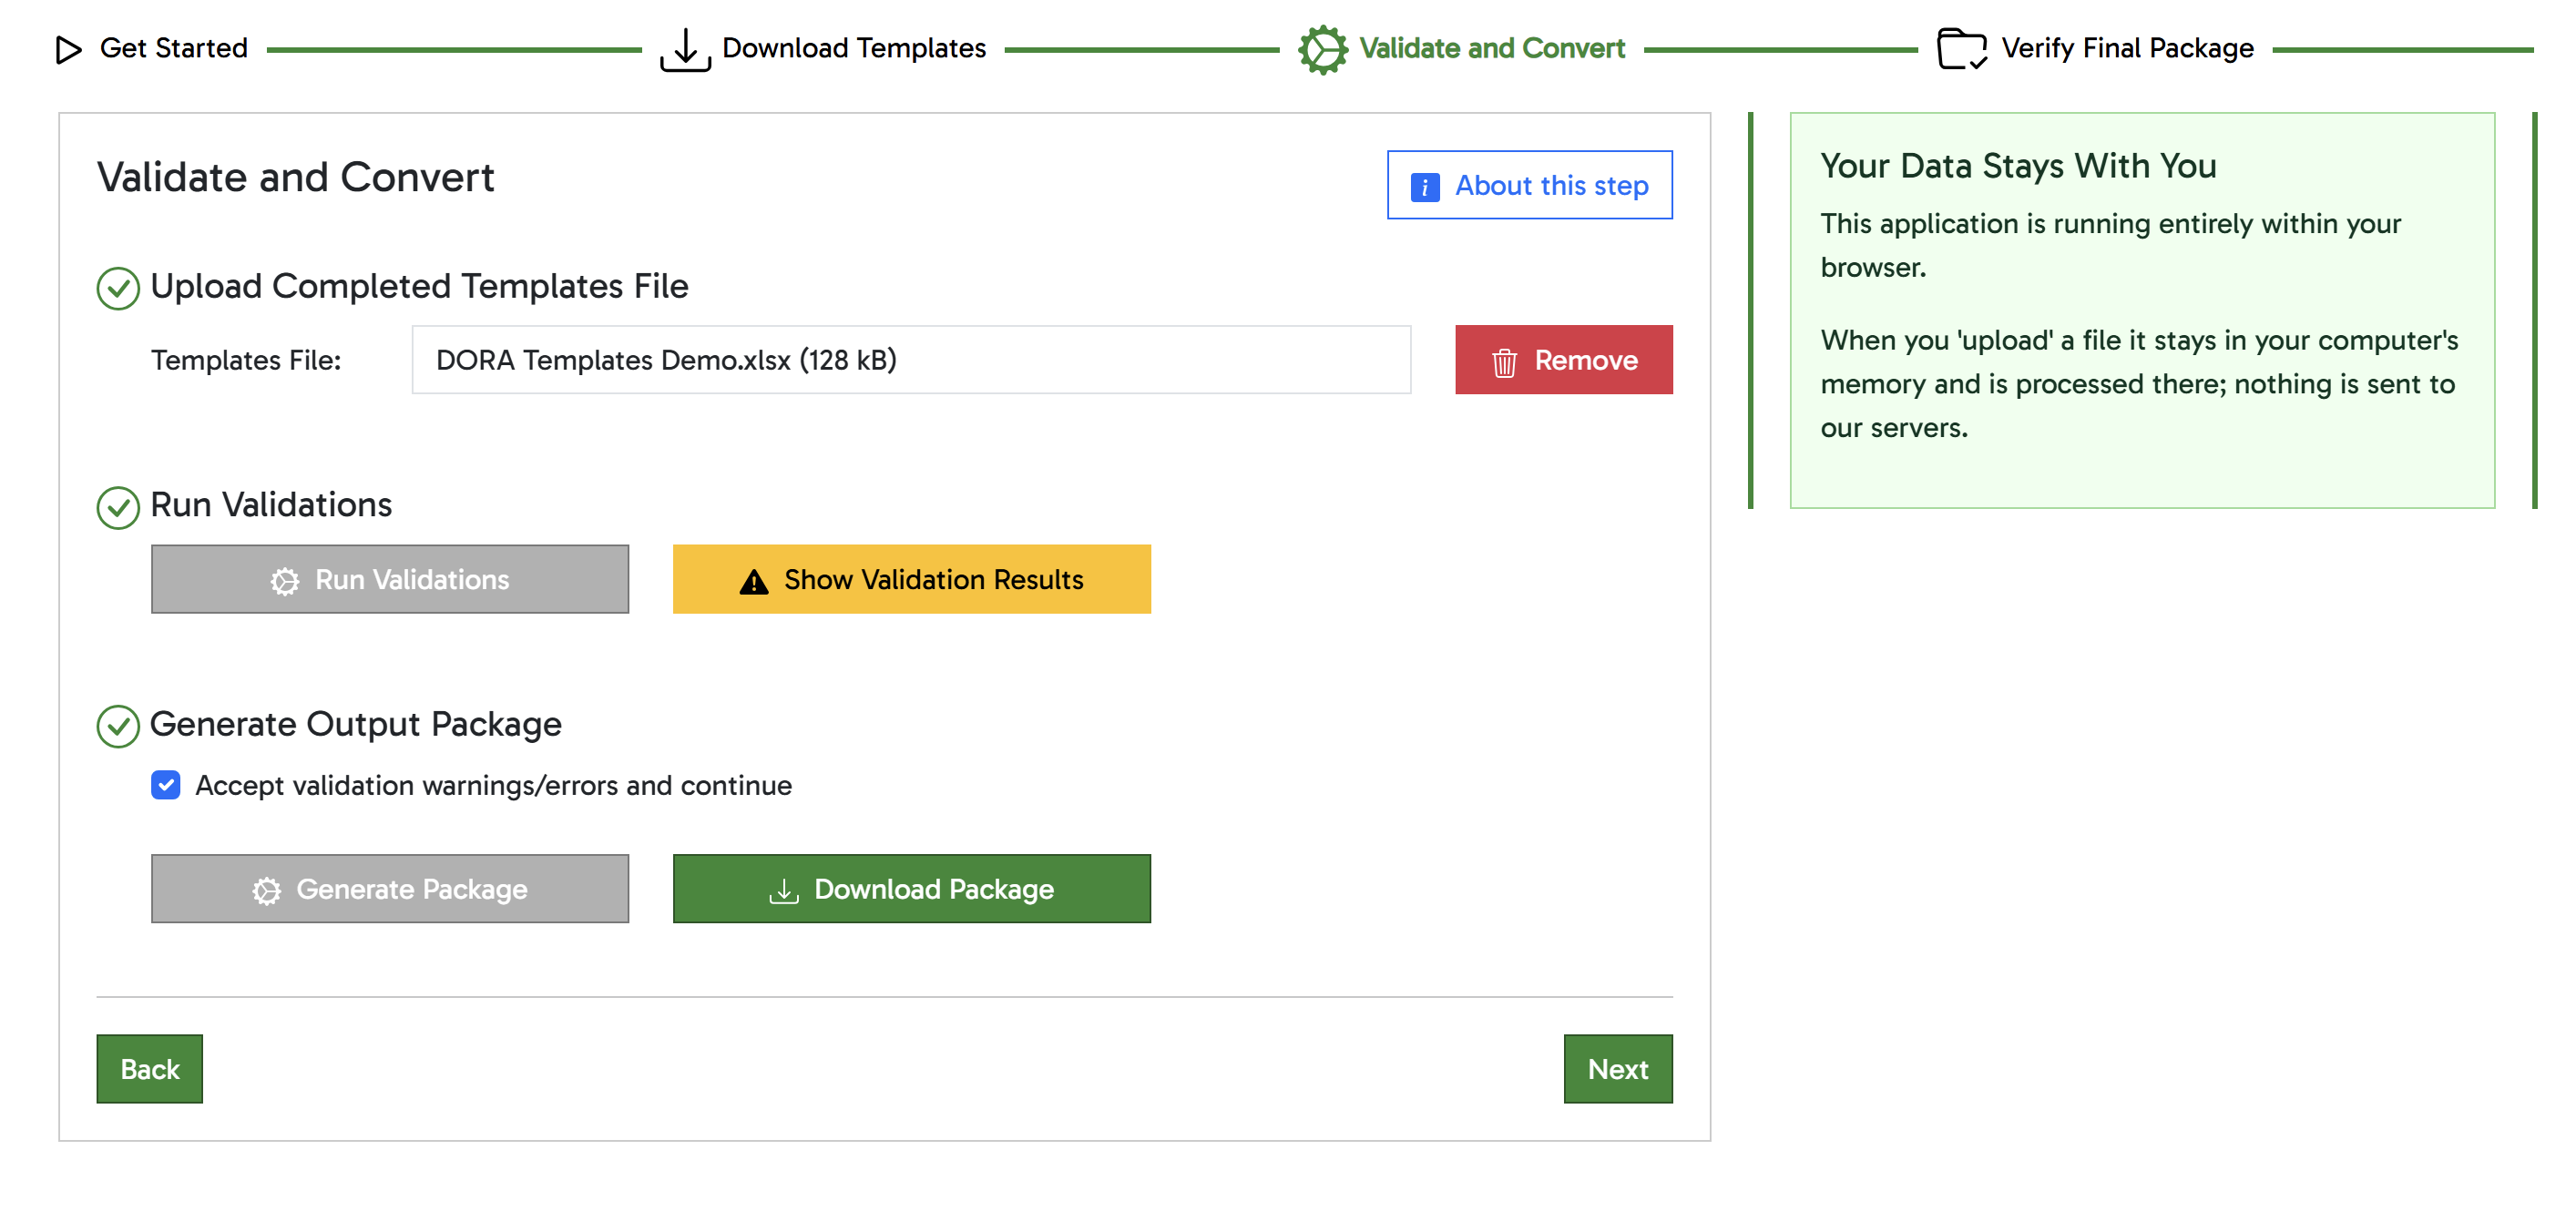 Get Started
Download Templates
Validate and Convert
Verify Final Package
Validate and Convert
i About this step
Upload Completed Templates File
Templates File:
DORA Templates Demo.xlsx (128 kB)
Remove
Run Validations
Run Validations
Show Validation Results
Generate Output Package
Accept validation warnings/errors and continue
Generate Package
Download Package
Back
Next
Your Data Stays With You
This application is running entirely within your
browser.
When you 'upload' a file it stays in your computer's
memory and is processed there; nothing is sent to
our servers.